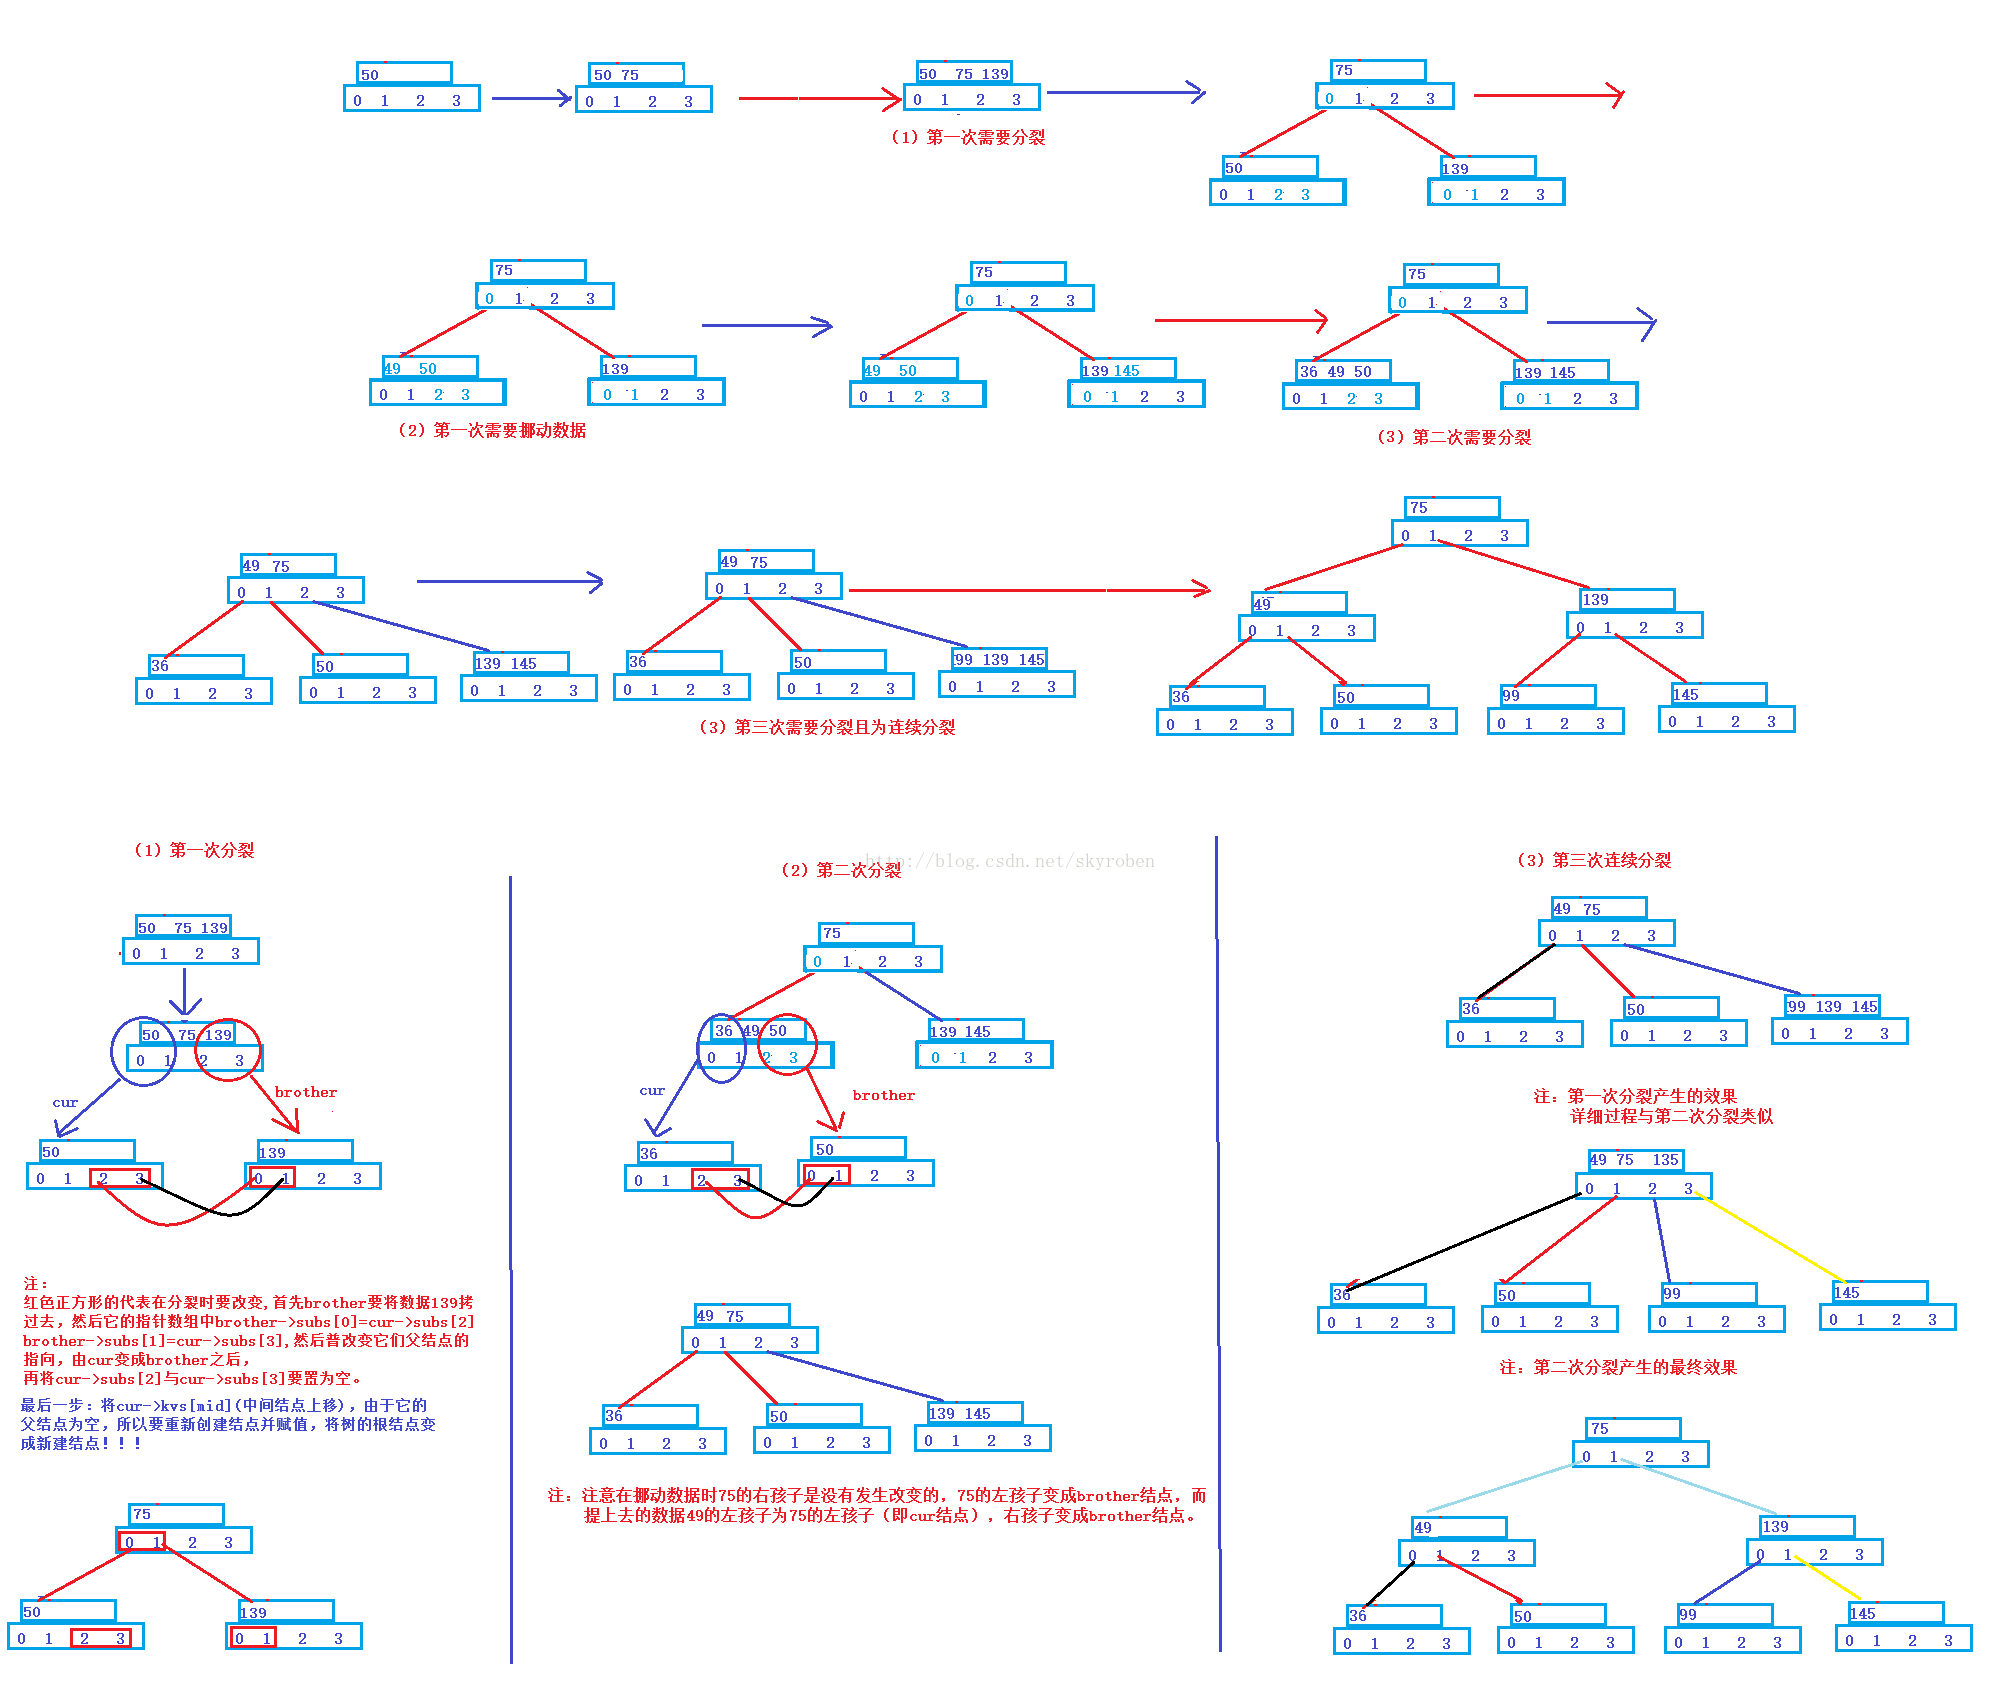 50
0 1 2 3
50 75
0 1 2 3
50 75 139
0 1 2 3
(1) 第一次需要分裂
75
0 1 2 3
50
0 1 2 3
139
0 1 2 3
75
0 1 2 3
49 50
0 1 2 3
139
0 1 2 3
(2) 第一次需要挪动数据
75
0 1 2 3
49 50
0 1 2 3
139 145
0 1 2 3
75
0 1 2 3
36 49 50
0 1 2 3
139 145
0 1 2 3
(3) 第二次需要分裂
49 75
0 1 2 3
36
0 1 2 3
50
0 1 2 3
139 145
0 1 2 3
49 75
0 1 2 3
36
0 1 2 3
50
0 1 2 3
99 139 145
0 1 2 3
(3) 第三次需要分裂且为连续分裂
75
0 1 2 3
49
0 1 2 3
139
0 1 2 3
36
0 1 2 3
50
0 1 2 3
99
0 1 2 3
145
0 1 2 3
http://blog.csdn.net/skyroben
(1) 第一次分裂
50 75 139
0 1 2 3
50 75 139
0 1 2 3
cur
brother
50
0 1 2 3
139
0 1 2 3
注:
红色正方形的代表在分裂时要改变,首先brother要将数据139拷
过去, 然后它的指针数组中brother->subs[0]=cur->subs[2]
brother->subs[1]=cur->subs[3],然后普改变它们父结点的
指向, 由cur变成brother之后,
再将cur->subs[2]与cur->subs[3]要置为空。
最后一步: 将cur->kvs[mid](中间结点上移), 由于它的
父结点为空, 所以要重新创建结点并赋值, 将树的根结点变
成新建结点! ! !
75
0 1 2 3
50
0 1 2 3
139
0 1 2 3
(2) 第二次分裂
75
0 1 2 3
36 49 50
0 1 2 3
139 145
0 1 2 3
cur
brother
36
0 1 2 3
50
0 1 2 3
49 75
0 1 2 3
36
0 1 2 3
50
0 1 2 3
139 145
0 1 2 3
注: 注意在挪动数据时75的右孩子是没有发生改变的, 75的左孩子变成brother结点, 而
提上去的数据49的左孩子为75的左孩子 (即cur结点) , 右孩子变成brother结点。
(3) 第三次连续分裂
49 75
0 1 2 3
36
0 1 2 3
50
0 1 2 3
99 139 145
0 1 2 3
注: 第一次分裂产生的效果
详细过程与第二次分裂类似
49 75 135
0 1 2 3
36
0 1 2 3
50
0 1 2 3
99
0 1 2 3
145
0 1 2 3
注: 第二次分裂产生的最终效果
75
0 1 2 3
49
0 1 2 3
139
0 1 2 3
36
0 1 2 3
50
0 1 2 3
99
0 1 2 3
145
0 1 2 3